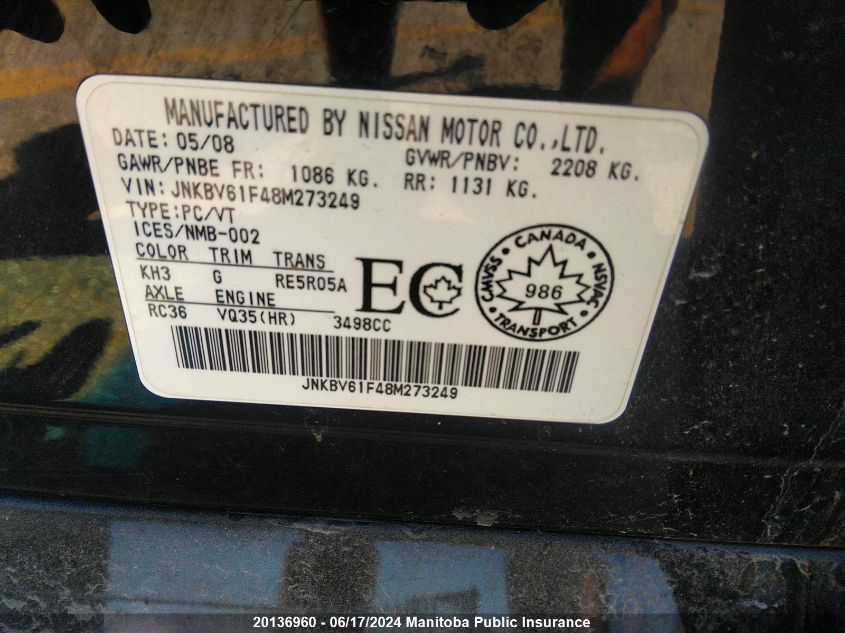 MANUFACTURED BY NISSAN MOTOR CO.,LTD.
DATE: 05/08 GVWR/PNBV: 2208 KG.
GAWR/PNBE FR: 1086 KG. RR: 1131 KG.
VIN: JNKBV61F48M273249
TYPE:PC/VT
ICES/NMB-002
COLOR TRIM TRANS
KH3 G RE5R05A
AXLE ENGINE
RC36 VQ35(HR) 3498CC
EC
CANADA
CMVSS 986 NSVAC
TRANSPORT
JNKBV61F48M273249
20136960 - 06/17/2024 Manitoba Public Insurance